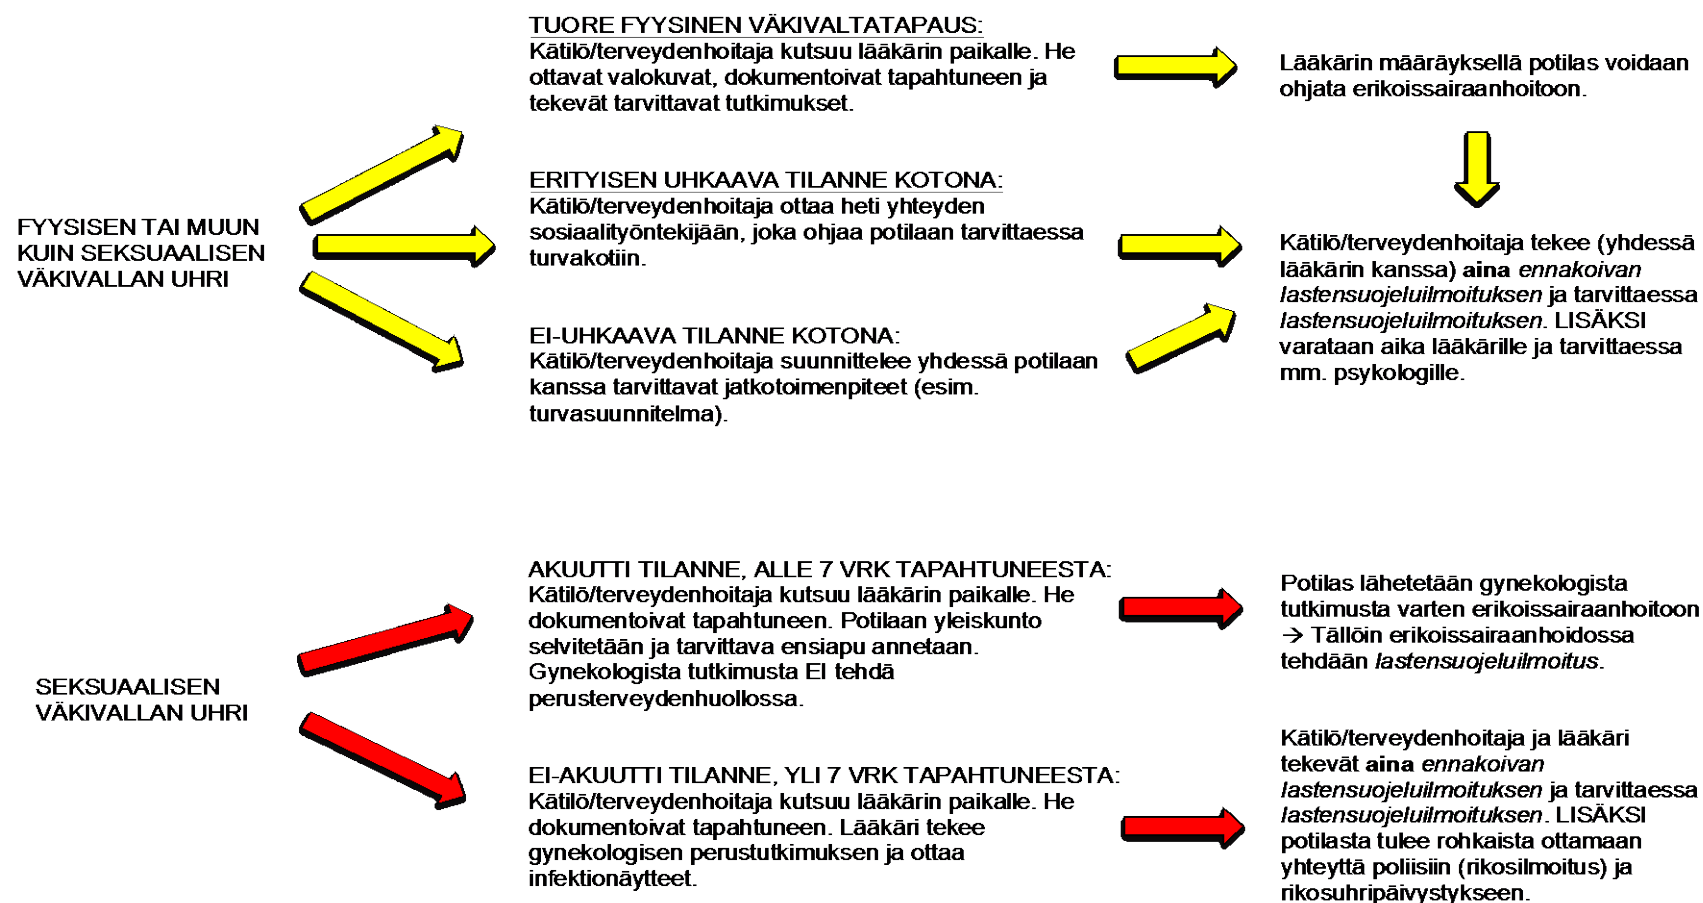 TUORE FYYSINEN VÄKIVALTATAPAUS:
Kätilö/terveydenhoitaja kutsuu lääkärin paikalle. He
ottavat valokuvat, dokumentoivat tapahtuneen ja
tekevät tarvittavat tutkimukset.
Lääkärin määräyksellä potilas voidaan
ohjata erikoissairaanhoitoon.
FYYSISEN TAI MUUN
KUIN SEKSUAALISEN
VÄKIVALLAN UHRI
ERITYISEN UHKAAVA TILANNE KOTONA:
Kätilö/terveydenhoitaja ottaa heti yhteyden
sosiaalityöntekijään, joka ohjaa potilaan tarvittaessa
turvakotiin.
Kätilö/terveydenhoitaja tekee (yhdessä
lääkärin kanssa) aina ennakoivan
lastensuojeluilmoituksen ja tarvittaessa
lastensuojeluilmoituksen. LISÄKSI
varataan aika lääkärille ja tarvittaessa
mm. psykologille.
EI-UHKAAVA TILANNE KOTONA:
Kätilö/terveydenhoitaja suunnittelee yhdessä potilaan
kanssa tarvittavat jatkotoimenpiteet (esim.
turvasuunnitelma).
SEKSUAALISEN
VÄKIVALLAN UHRI
AKUUTTI TILANNE, ALLE 7 VRK TAPAHTUNEESTA:
Kätilö/terveydenhoitaja kutsuu lääkärin paikalle. He
dokumentoivat tapahtuneen. Potilaan yleiskunto
selvitetään ja tarvittava ensiapu annetaan.
Gynekologista tutkimusta EI tehdä
perusterveydenhuollossa.
Potilas lähetetään gynekologista
tutkimusta varten erikoissairaanhoitoon
→ Tällöin erikoissairaanhoidossa
tehdään lastensuojeluilmoitus.
EI-AKUUTTI TILANNE, YLI 7 VRK TAPAHTUNEESTA:
Kätilö/terveydenhoitaja kutsuu lääkärin paikalle. He
dokumentoivat tapahtuneen. Lääkäri tekee
gynekologisen perustutkimuksen ja ottaa
infektionäytteet.
Kätilö/terveydenhoitaja ja lääkäri
tekevät aina ennakoivan
lastensuojeluilmoituksen ja tarvittaessa
lastensuojeluilmoituksen. LISÄKSI
potilasta tulee rohkaista ottamaan
yhteyttä poliisiin (rikosilmoitus) ja
rikosuhripäivystykseen.